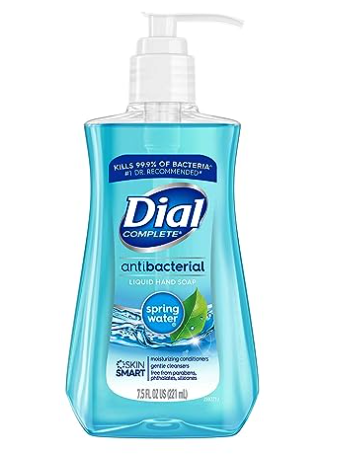 KILLS 99.9% OF BACTERIA*
#1 DR. RECOMMENDED^
Dial
COMPLETE®
antibacterial
LIQUID HAND SOAP
spring
water
SKIN
SMART
moisturizing conditioners
gentle cleansers
free from parabens,
phthalates, silicones
7.5 FL OZ US (221 mL)